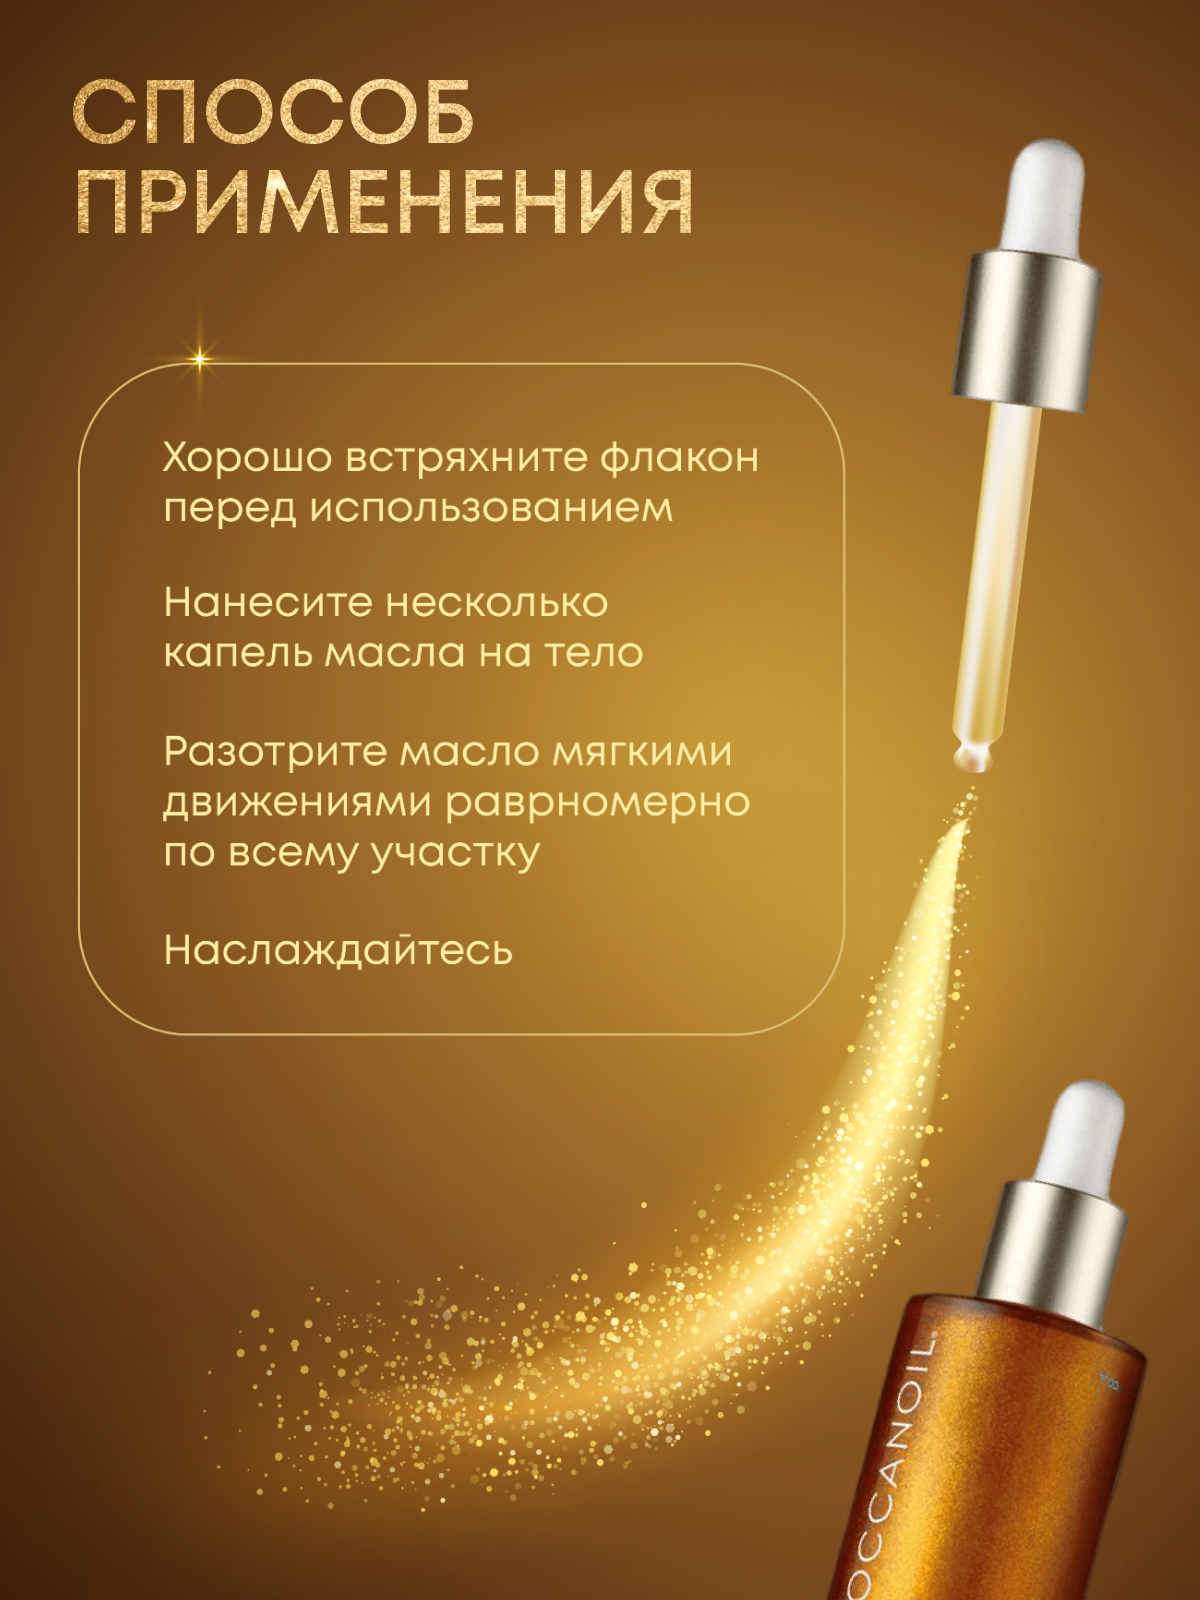 СПОСОБ
ПРИМЕНЕНИЯ
Хорошо встряхните флакон
перед использованием
Нанесите несколько
капель масла на тело
Разотрите масло мягкими
движениями раврномерно
по всему участку
Наслаждайтесь
OCCANOIL